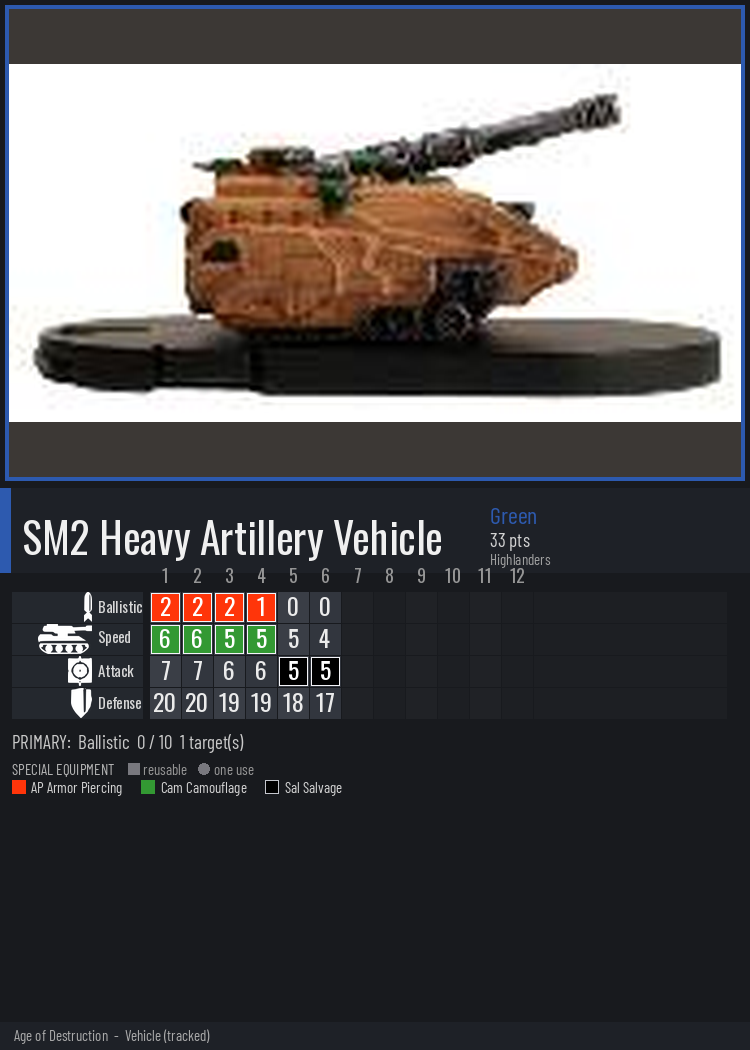 SM2 Heavy Artillery Vehicle
Green
33 pts
Highlanders
1 2 3 4 5 6 7 8 9 10 11 12
Ballistic 2 2 2 1 0 0
Speed 6 6 5 5 5 4
Attack 7 7 6 6 5 5
Defense 20 20 19 19 18 17
PRIMARY: Ballistic 0 / 10 1 target(s)
SPECIAL EQUIPMENT reusable one use
AP Armor Piercing Cam Camouflage Sal Salvage
Age of Destruction - Vehicle (tracked)